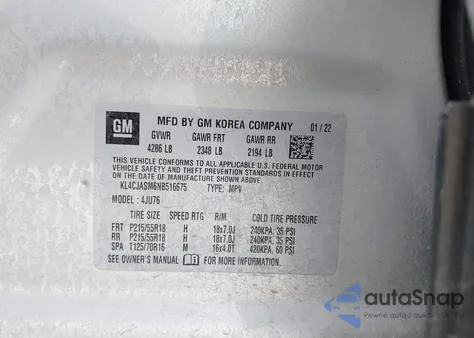 GM
MFD BY GM KOREA COMPANY 01/22
GVWR GAWR FRT GAWR RR
4286 LB 2348 LB 2194 LB
THIS VEHICLE CONFORMS TO ALL APPLICABLE U.S. FEDERAL MOTOR
VEHICLE SAFETY AND THEFT PREVENTION STANDARDS IN EFFECT ON
THE DATE OF MANUFACTURE SHOWN ABOVE.
KL4CJASM6NB516675 TYPE: MPV
MODEL: 4JU76
TIRE SIZE SPEED RTG RIM COLD TIRE PRESSURE
FRT P215/55R18 H 18x7.0J 240KPA, 35 PSI
RR P215/55R18 H 18x7.0J 240KPA, 35 PSI
SPA T125/70R16 M 16x4.0T 420KPA, 60 PSI
SEE OWNER'S MANUAL FOR MORE INFORMATION
autoSnap
Pewne auto z USA